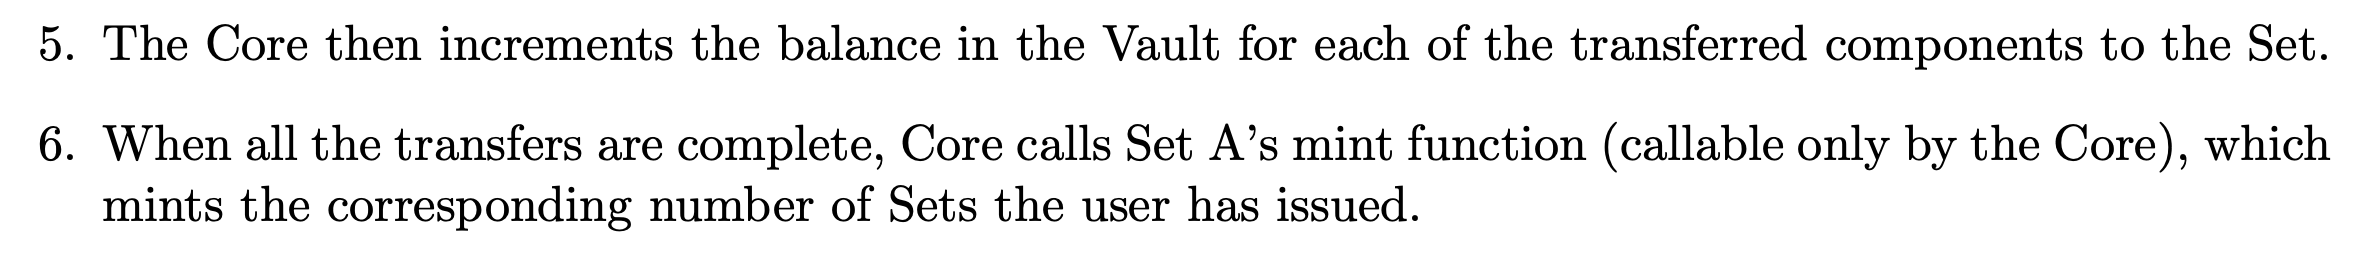 5. The Core then increments the balance in the Vault for each of the transferred components to the Set.
6. When all the transfers are complete, Core calls Set A’s mint function (callable only by the Core), which
mints the corresponding number of Sets the user has issued.